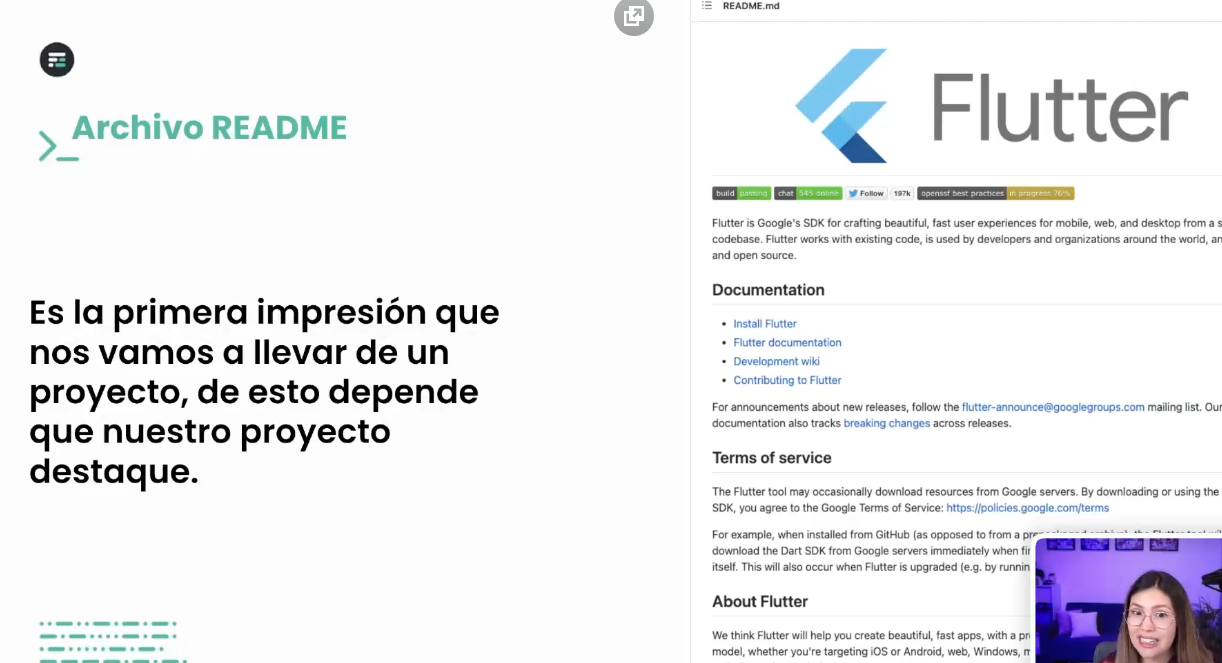 Archivo README
Es la primera impresión que
nos vamos a llevar de un
proyecto, de esto depende
que nuestro proyecto
destaque.
README.md
Flutter
build passing chat 545 online Follow 197k openssf best practices in progress 76%
Flutter is Google's SDK for crafting beautiful, fast user experiences for mobile, web, and desktop from a s
codebase. Flutter works with existing code, is used by developers and organizations around the world, an
and open source.
Documentation
Install Flutter
Flutter documentation
Development wiki
Contributing to Flutter
For announcements about new releases, follow the flutter-announce@googlegroups.com mailing list. Our
documentation also tracks breaking changes across releases.
Terms of service
The Flutter tool may occasionally download resources from Google servers. By downloading or using the
SDK, you agree to the Google Terms of Service: https://policies.google.com/terms
For example, when installed from GitHub (as opposed to from a prepackaged archive), the Flutter tool will
download the Dart SDK from Google servers immediately when fir
itself. This will also occur when Flutter is upgraded (e.g. by runnin
About Flutter
We think Flutter will help you create beautiful, fast apps, with a pr
model, whether you're targeting iOS or Android, web, Windows, m